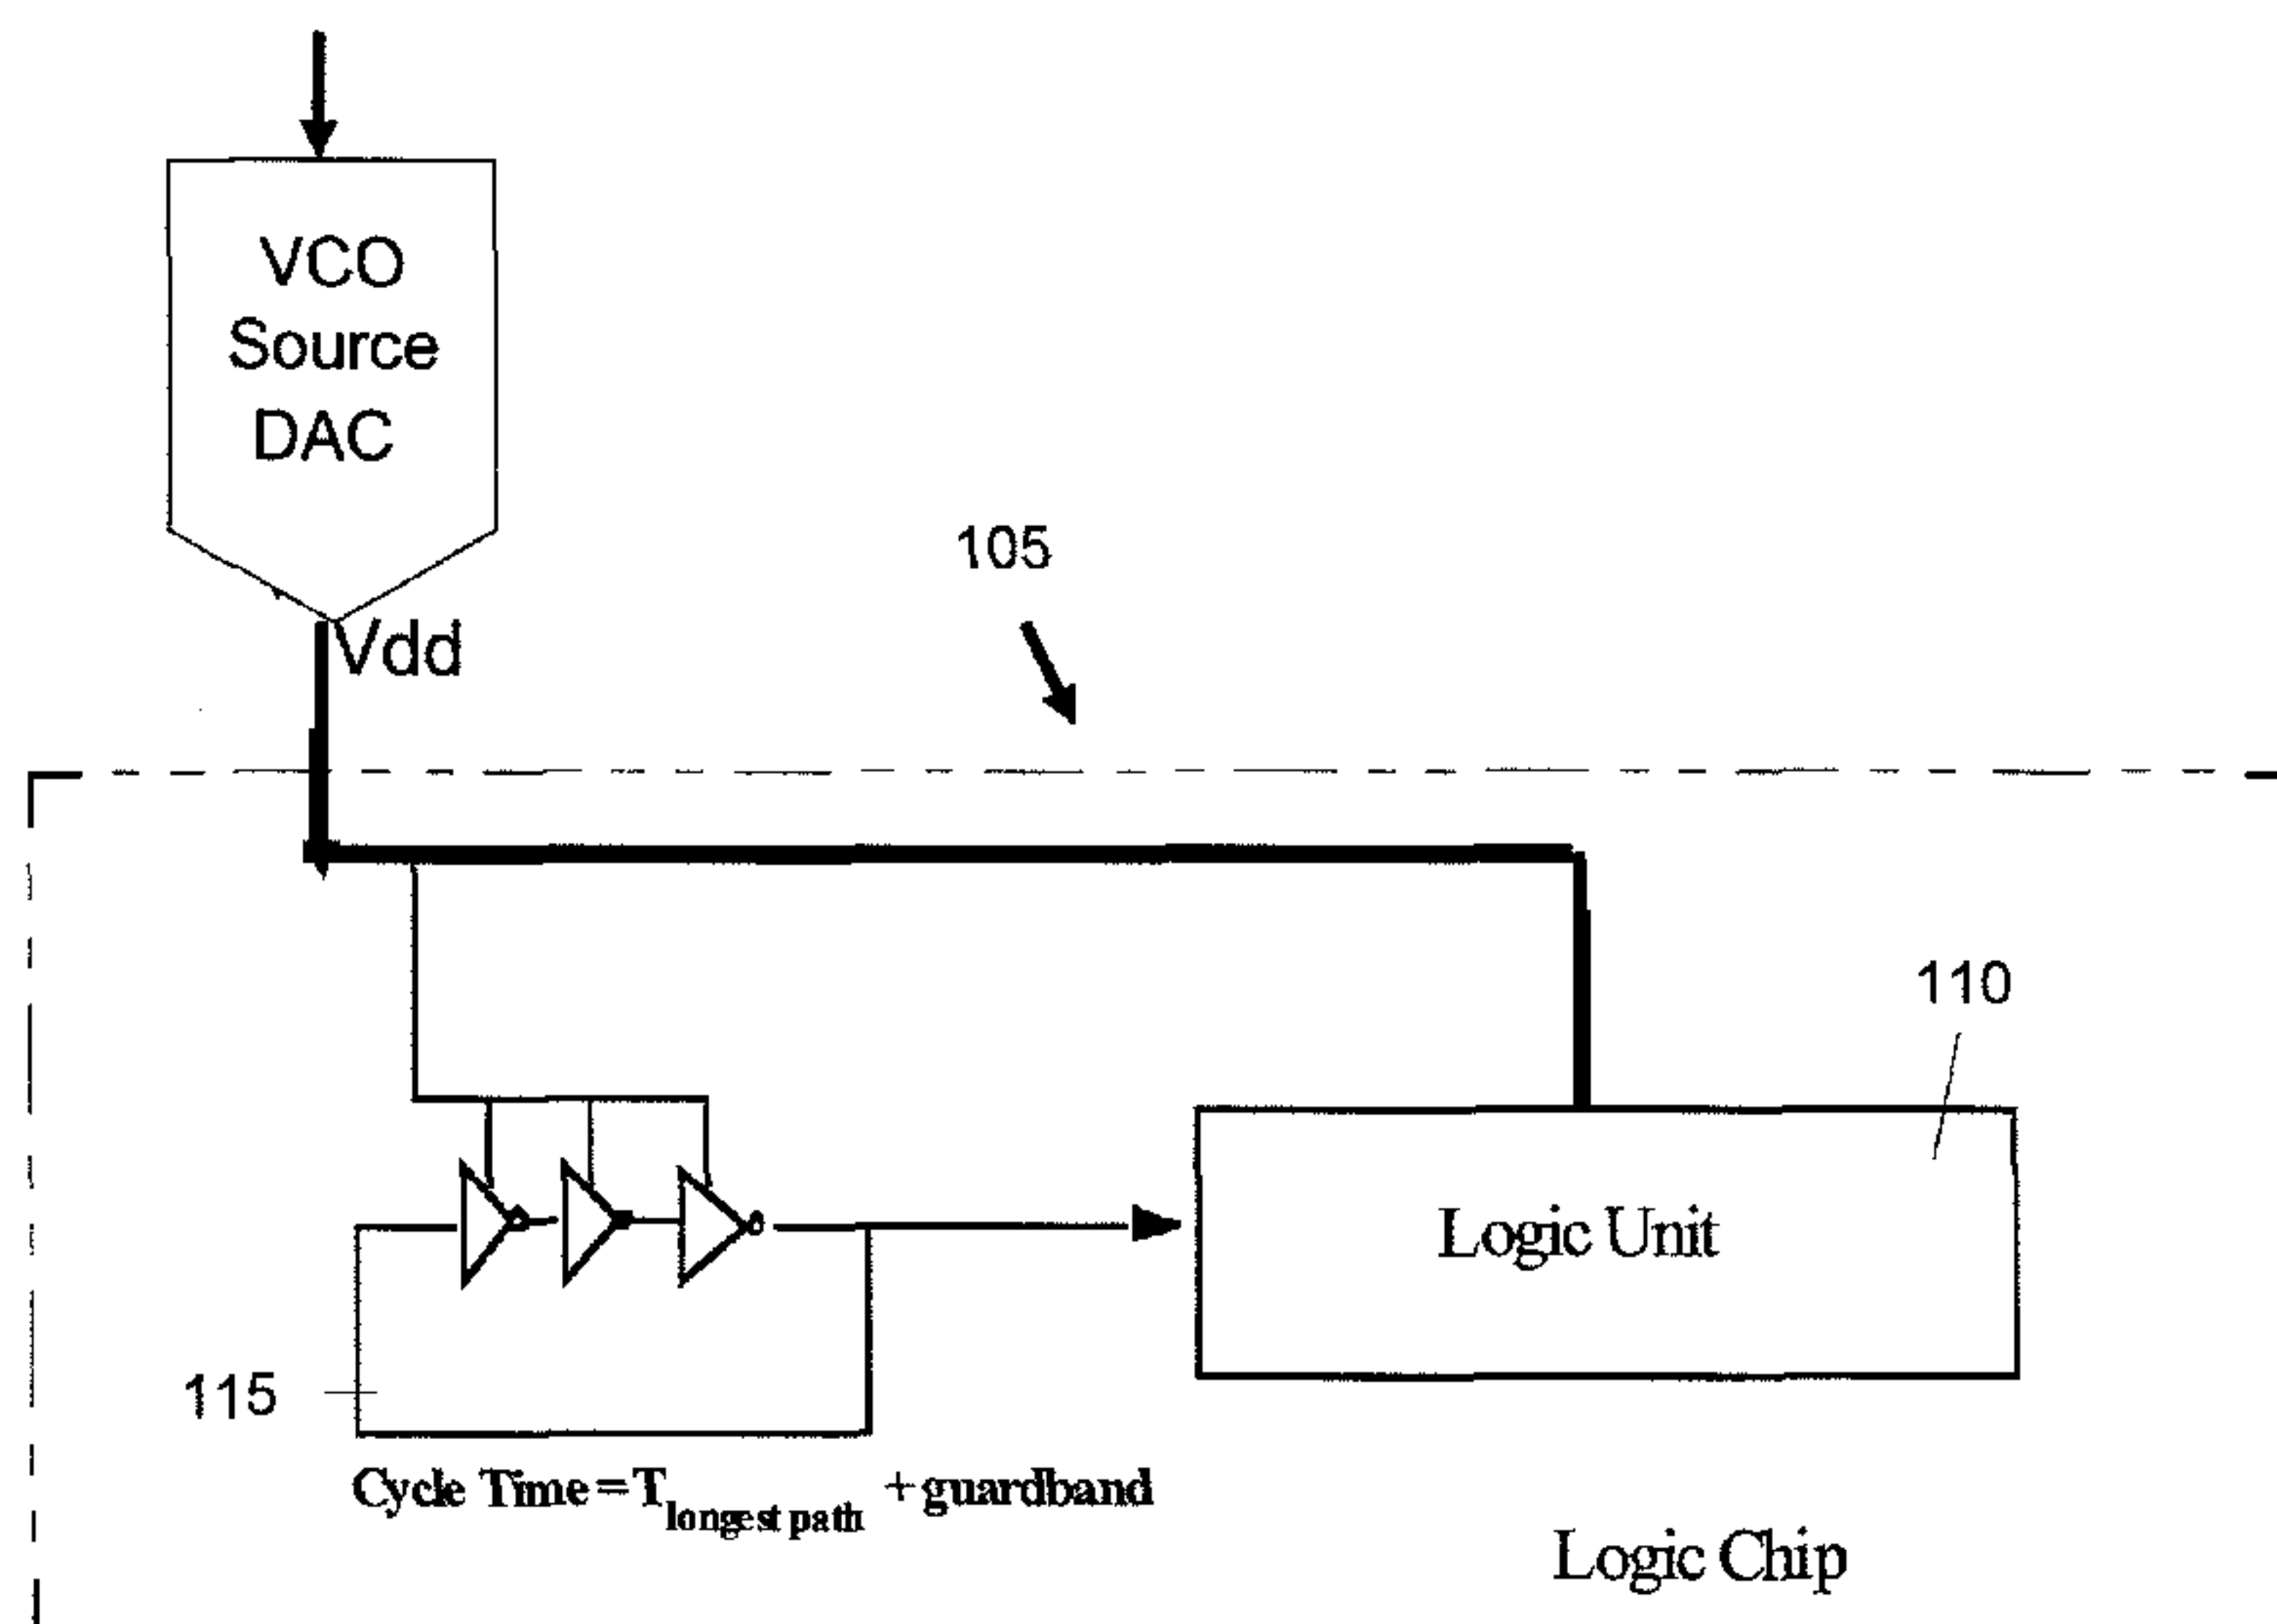 VCO
Source
DAC
Vdd
105
110
Logic Unit
115
Cycle Time = T longest path + guardband
Logic Chip